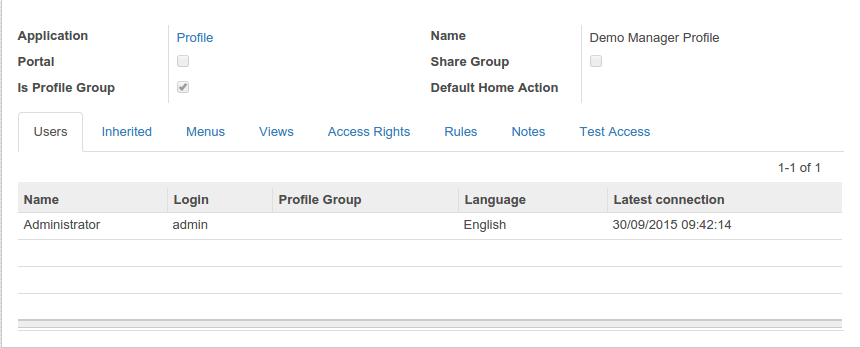 Application Profile Name Demo Manager Profile
Portal Share Group
Is Profile Group Default Home Action
Users Inherited Menus Views Access Rights Rules Notes Test Access
1-1 of 1
Name Login Profile Group Language Latest connection
Administrator admin English 30/09/2015 09:42:14